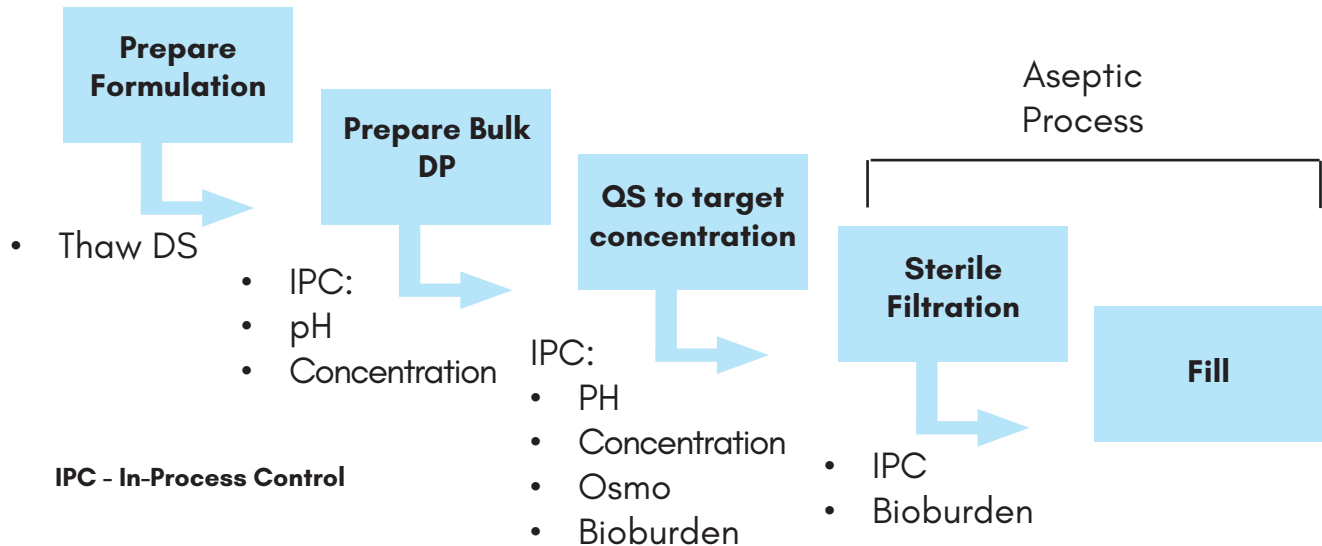 Prepare
Formulation
• Thaw DS
Prepare Bulk
DP
• IPC:
• pH
• Concentration
QS to target
concentration
IPC:
• PH
• Concentration
• Osmo
• Bioburden
Aseptic
Process
Sterile
Filtration
• IPC
• Bioburden
Fill
IPC - In-Process Control